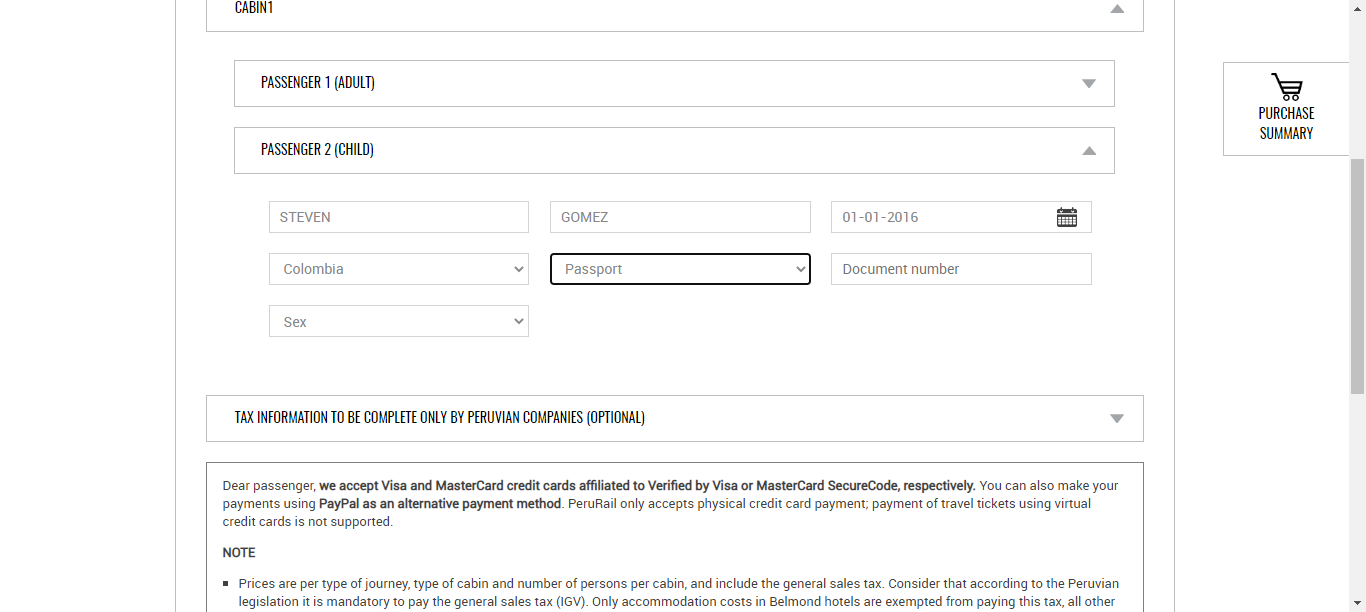 CABIN1
PASSENGER 1 (ADULT)
PURCHASE
SUMMARY
PASSENGER 2 (CHILD)
STEVEN
GOMEZ
01-01-2016
Colombia
Passport
Document number
Sex
TAX INFORMATION TO BE COMPLETE ONLY BY PERUVIAN COMPANIES (OPTIONAL)
Dear passenger, we accept Visa and MasterCard credit cards affiliated to Verified by Visa or MasterCard SecureCode, respectively. You can also make your
payments using PayPal as an alternative payment method. PeruRail only accepts physical credit card payment; payment of travel tickets using virtual
credit cards is not supported.
NOTE
Prices are per type of journey, type of cabin and number of persons per cabin, and include the general sales tax. Consider that according to the Peruvian
legislation it is mandatory to pay the general sales tax (IGV). Only accommodation costs in Belmond hotels are exempted from paying this tax, all other